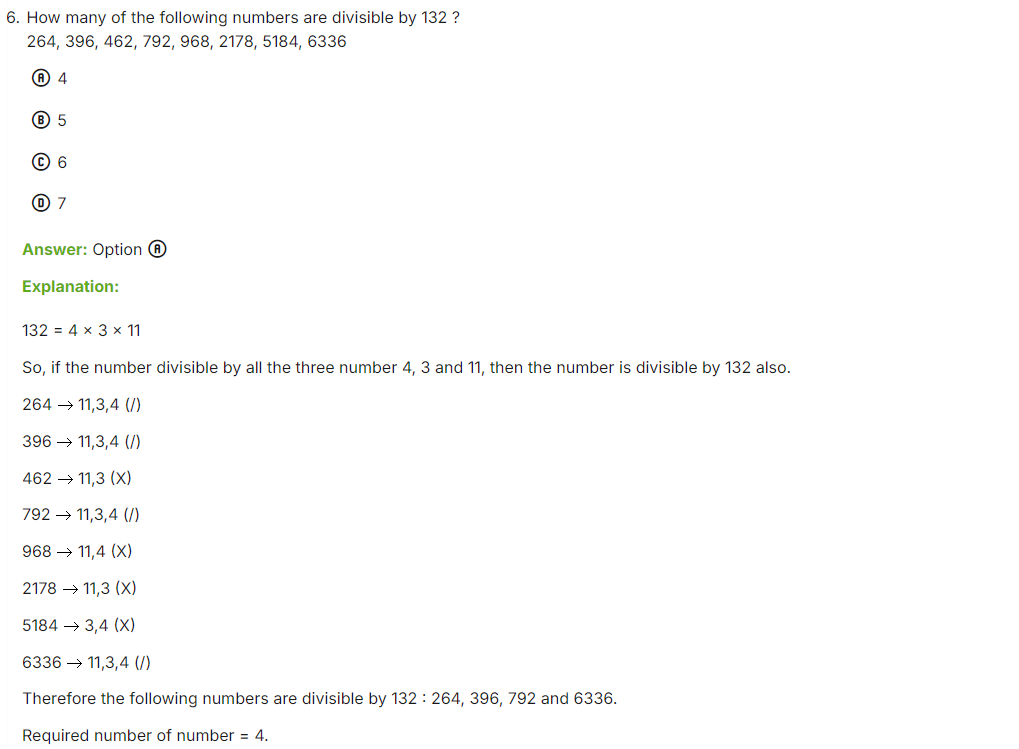 6. How many of the following numbers are divisible by 132 ?
264, 396, 462, 792, 968, 2178, 5184, 6336
Ⓐ 4
Ⓑ 5
Ⓒ 6
Ⓓ 7
Answer: Option Ⓐ
Explanation:
132 = 4 × 3 × 11
So, if the number divisible by all the three number 4, 3 and 11, then the number is divisible by 132 also.
264 → 11,3,4 (/)
396 → 11,3,4 (/)
462 → 11,3 (X)
792 → 11,3,4 (/)
968 → 11,4 (X)
2178 → 11,3 (X)
5184 → 3,4 (X)
6336 → 11,3,4 (/)
Therefore the following numbers are divisible by 132 : 264, 396, 792 and 6336.
Required number of number = 4.